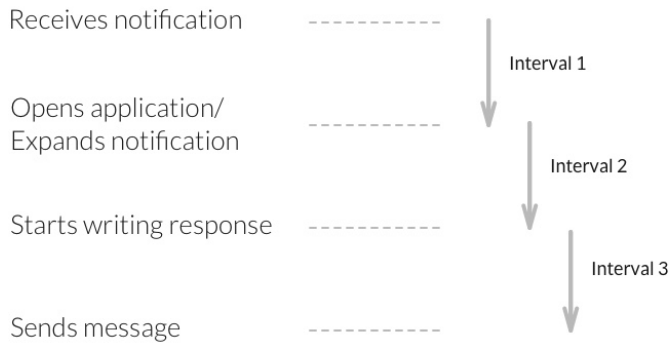 Receives notification
Interval 1
Opens application/
Expands notification
Interval 2
Starts writing response
Interval 3
Sends message